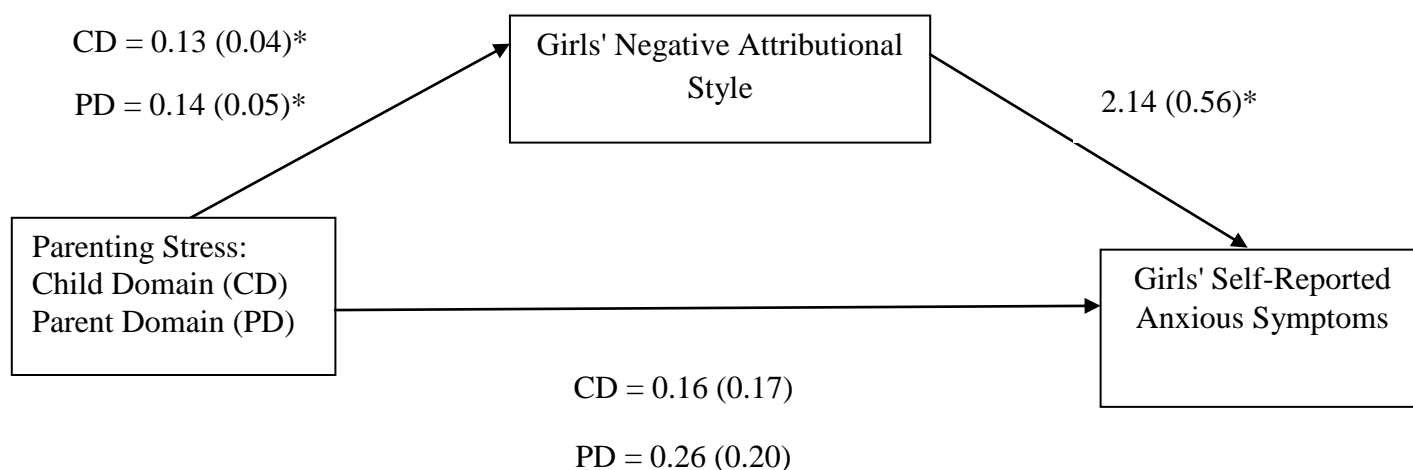 CD = 0.13 (0.04)*
PD = 0.14 (0.05)*
Girls' Negative Attributional
Style
2.14 (0.56)*
Parenting Stress:
Child Domain (CD)
Parent Domain (PD)
Girls' Self-Reported
Anxious Symptoms
CD = 0.16 (0.17)
PD = 0.26 (0.20)